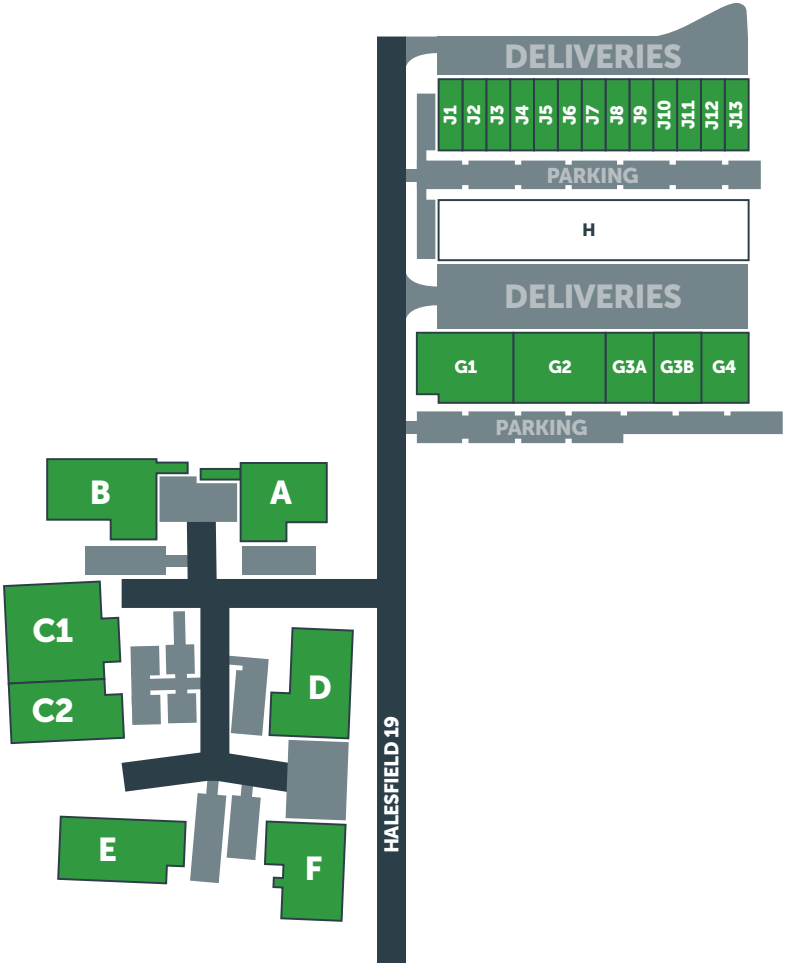 DELIVERIES
J1
J2
J3
J4
J5
J6
J7
J8
J9
J10
J11
J12
J13
PARKING
H
DELIVERIES
G1
G2
G3A
G3B
G4
PARKING
B
A
C1
C2
D
HALESFIELD 19
E
F